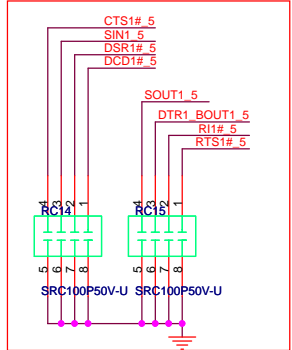 CTS1#_5
SIN1_5
DSR1#_5
DCD1#_5
SOUT1_5
DTR1_BOUT1_5
RI1#_5
RTS1#_5
4 3 2 1 4 3 2 1
RC14 RC15
5 6 7 8 5 6 7 8
SRC100P50V-U SRC100P50V-U